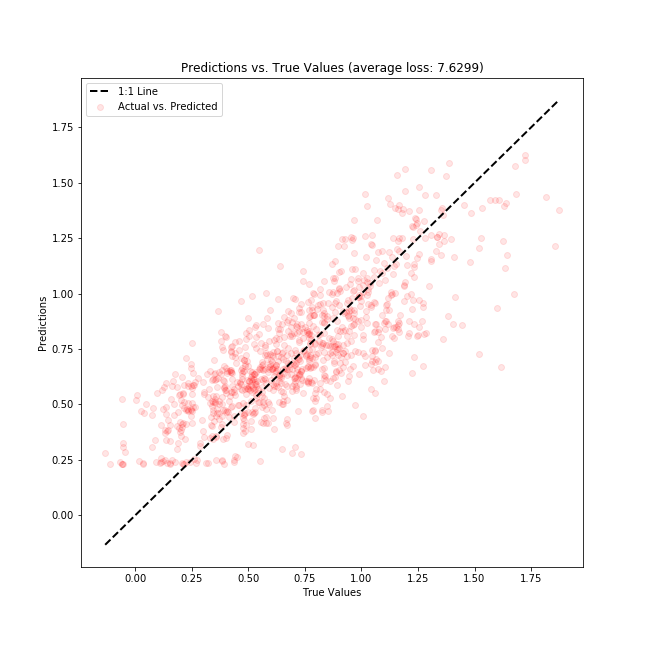 Predictions vs. True Values (average loss: 7.6299)
1:1 Line
Actual vs. Predicted
1.75
1.50
1.25
1.00
0.75
0.50
0.25
0.00
Predictions
0.00 0.25 0.50 0.75 1.00 1.25 1.50 1.75
True Values